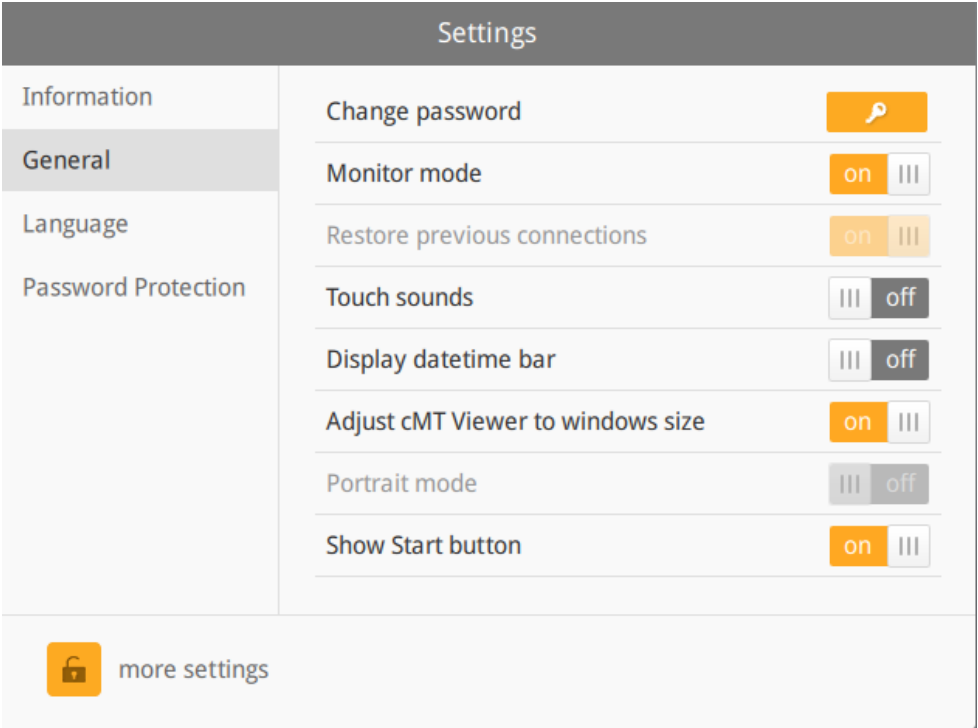 Settings
Information
General
Language
Password Protection
Change password
Monitor mode on
Restore previous connections on
Touch sounds off
Display datetime bar off
Adjust cMT Viewer to windows size on
Portrait mode off
Show Start button on
more settings